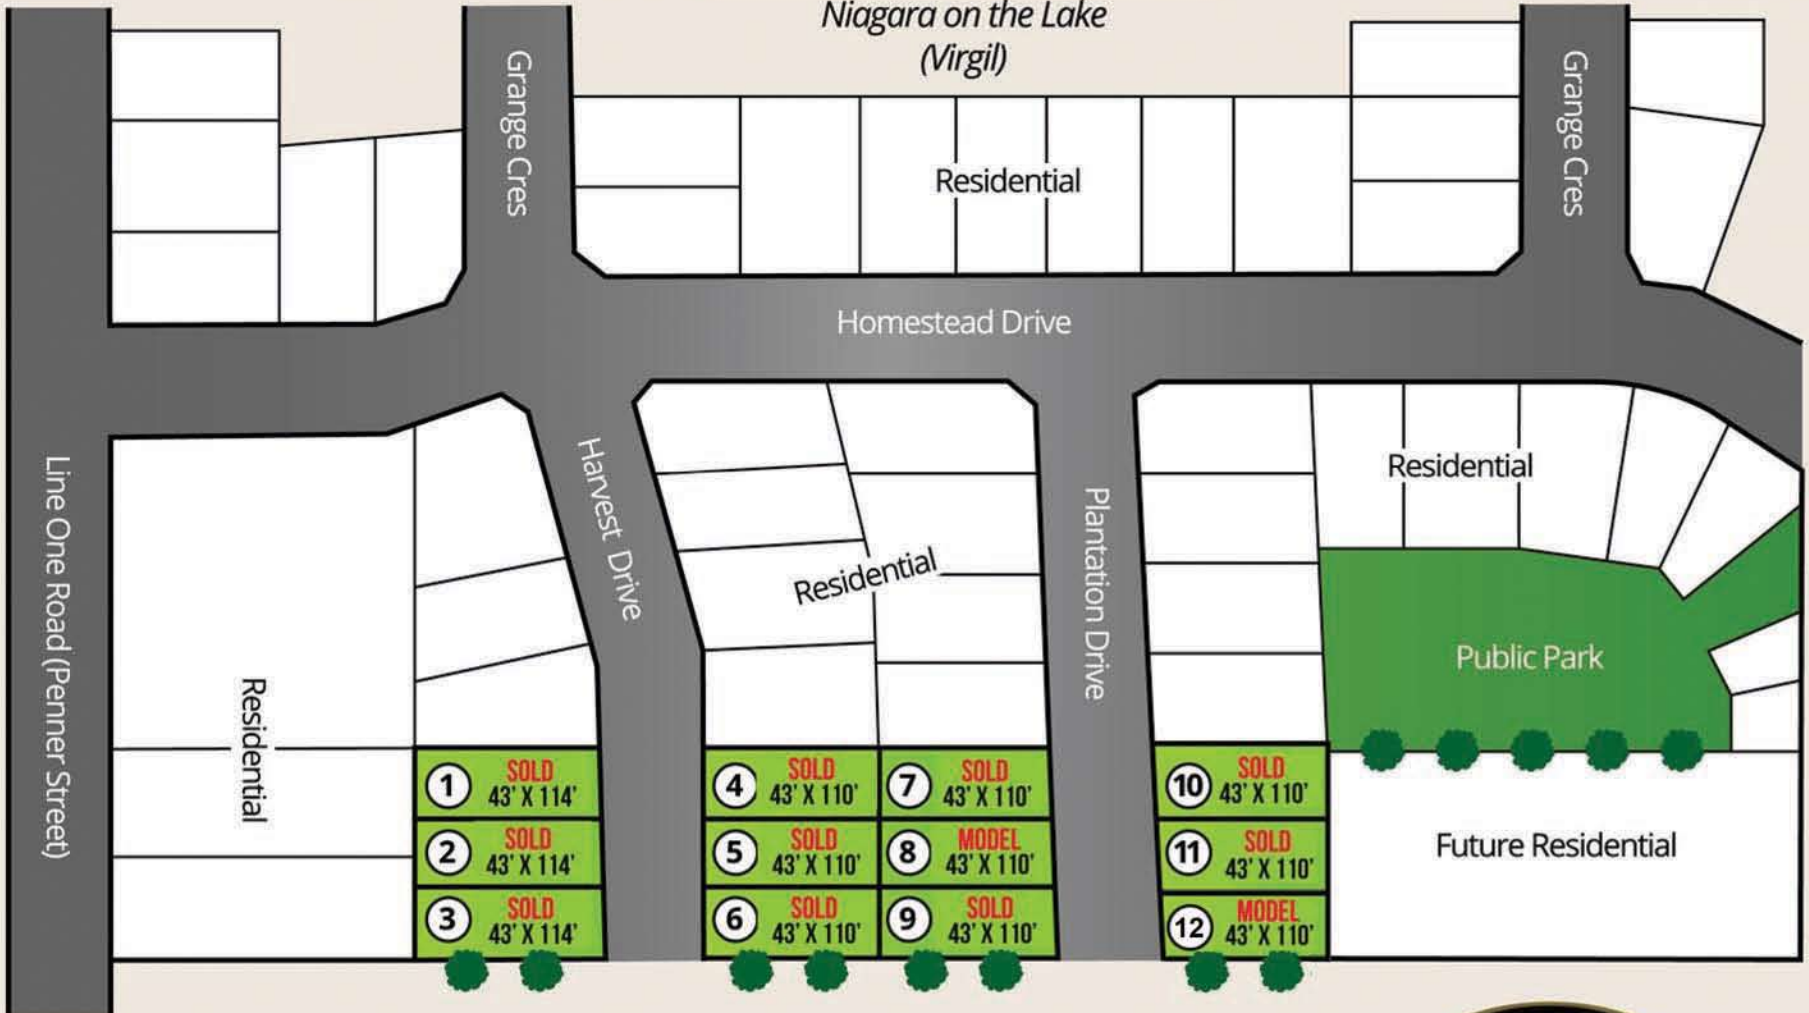 Niagara on the Lake
(Virgil)
Grange Cres
Grange Cres
Residential
Homestead Drive
Line One Road (Penner Street)
Harvest Drive
Plantation Drive
Residential
Residential
Residential
Public Park
Future Residential
1 SOLD
43' X 114'
2 SOLD
43' X 114'
3 SOLD
43' X 114'
4 SOLD
43' X 110'
5 SOLD
43' X 110'
6 SOLD
43' X 110'
7 SOLD
43' X 110'
8 MODEL
43' X 110'
9 SOLD
43' X 110'
10 SOLD
43' X 110'
11 SOLD
43' X 110'
12 MODEL
43' X 110'